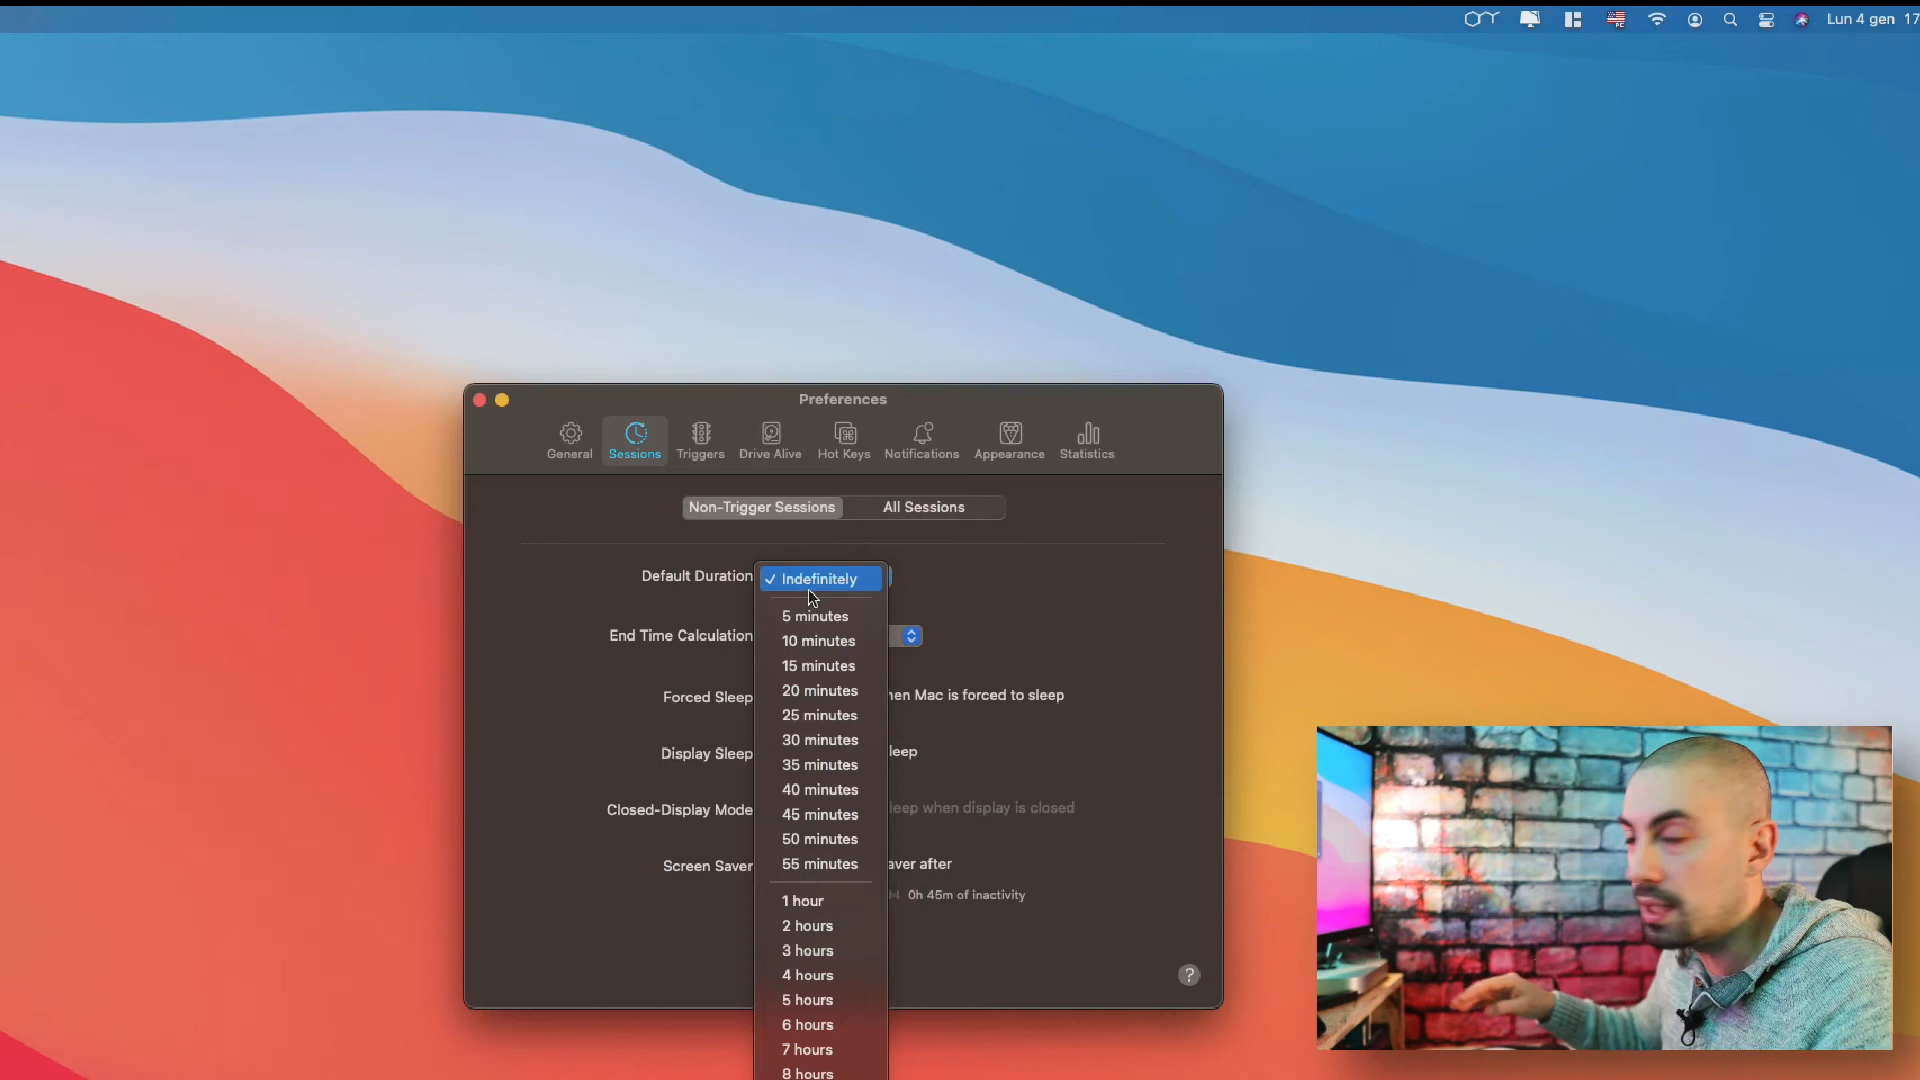 Lun 4 gen 17
Preferences
General Sessions Triggers Drive Alive Hot Keys Notifications Appearance Statistics
Non-Trigger Sessions All Sessions
Default Duration ✓ Indefinitely
5 minutes
End Time Calculation
10 minutes
15 minutes
20 minutes
Forced Sleep hen Mac is forced to sleep
25 minutes
30 minutes
Display Sleep leep
35 minutes
40 minutes
Closed-Display Mode leep when display is closed
45 minutes
50 minutes
55 minutes
Screen Saver aver after
0h 45m of inactivity
1 hour
2 hours
3 hours
4 hours
?
5 hours
6 hours
7 hours
8 hours